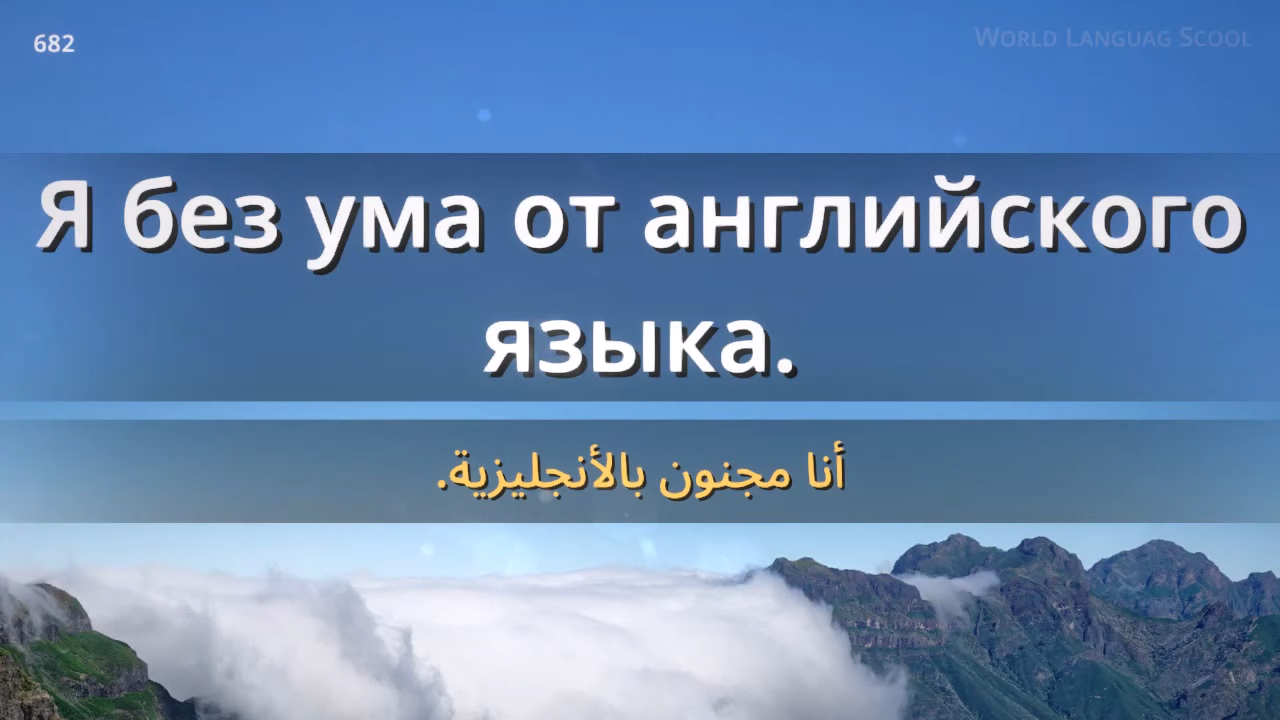 682
World Languag Scool
Я без ума от английского
языка.
أنا مجنون بالأنجليزية.